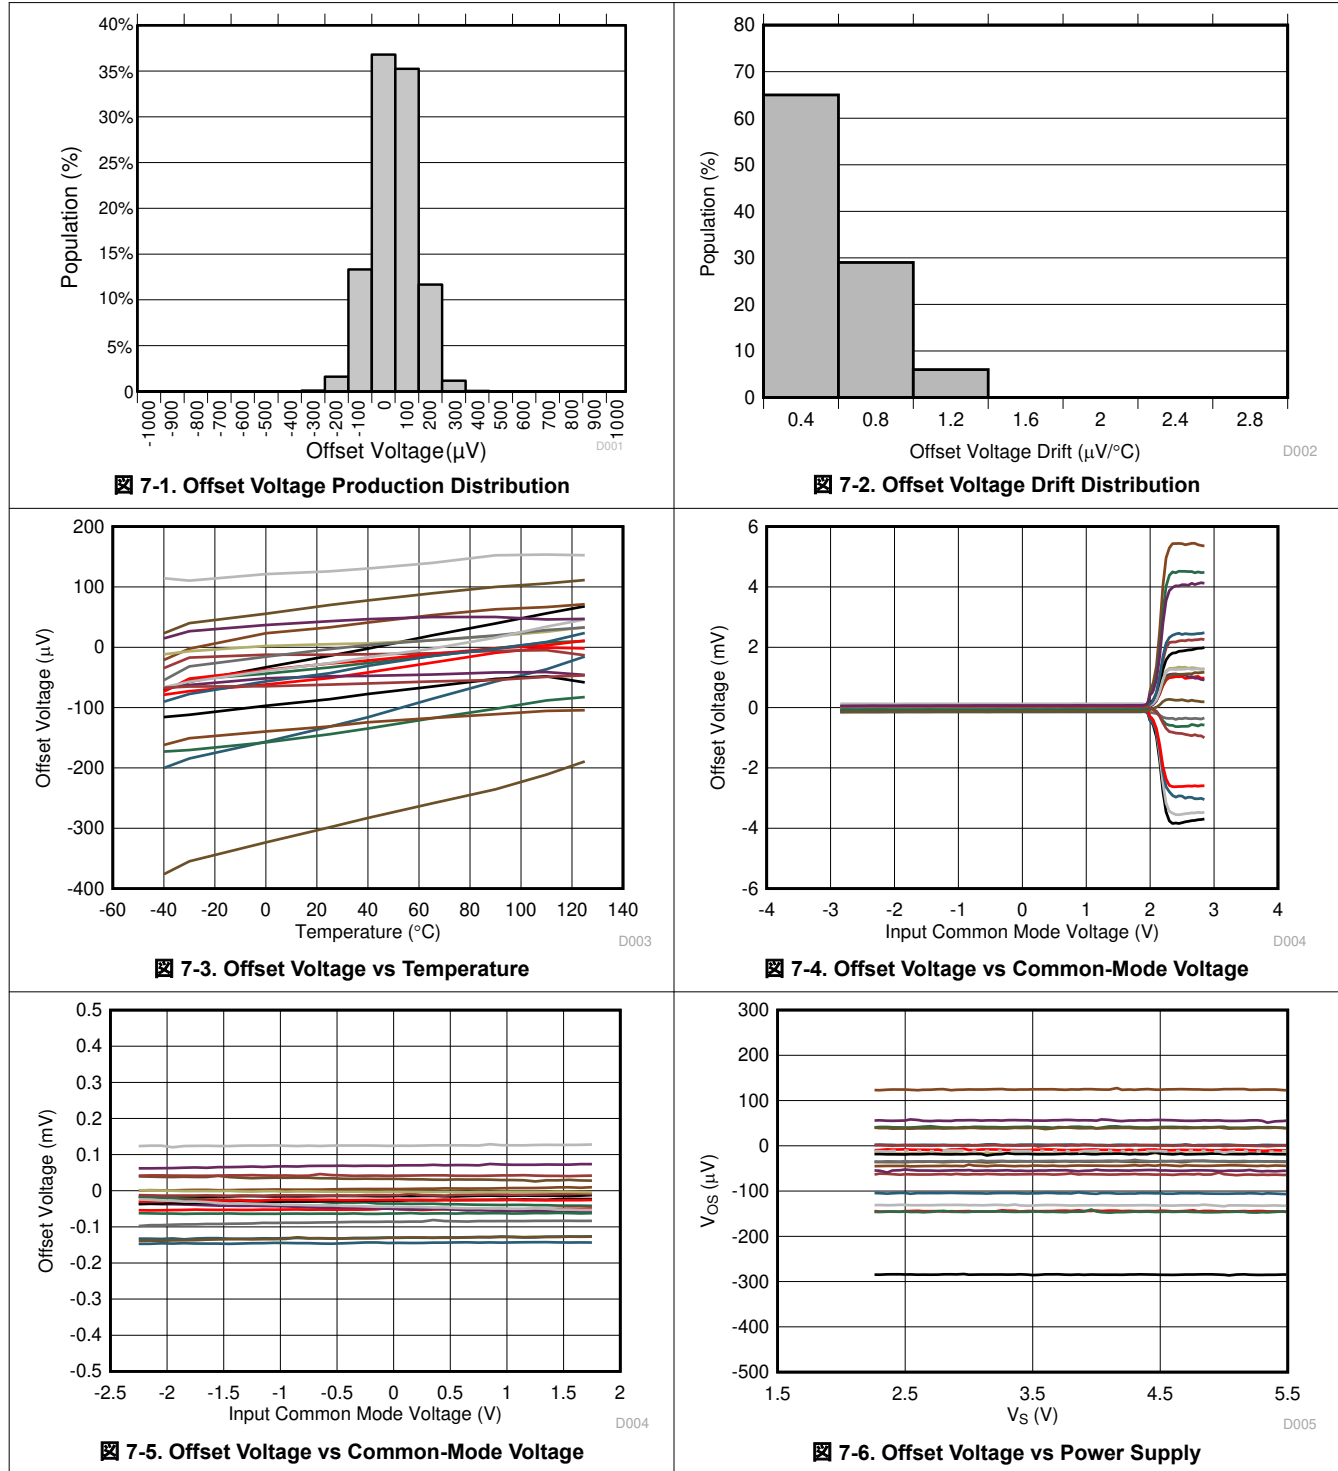 40%
35%
30%
25%
20%
15%
10%
5%
0
Population (%)
-1000
-900
-800
-700
-600
-500
-400
-300
-200
-100
0
100
200
300
400
500
600
700
800
900
1000
Offset Voltage (µV)
D001
図 7-1. Offset Voltage Production Distribution
80
70
60
50
40
30
20
10
0
Population (%)
0.4 0.8 1.2 1.6 2 2.4 2.8
Offset Voltage Drift (µV/°C)
D002
図 7-2. Offset Voltage Drift Distribution
200
100
0
-100
-200
-300
-400
Offset Voltage (µV)
-60 -40 -20 0 20 40 60 80 100 120 140
Temperature (°C)
D003
図 7-3. Offset Voltage vs Temperature
6
4
2
0
-2
-4
-6
Offset Voltage (mV)
-4 -3 -2 -1 0 1 2 3 4
Input Common Mode Voltage (V)
D004
図 7-4. Offset Voltage vs Common-Mode Voltage
0.5
0.4
0.3
0.2
0.1
0
-0.1
-0.2
-0.3
-0.4
-0.5
Offset Voltage (mV)
-2.5 -2 -1.5 -1 -0.5 0 0.5 1 1.5 2
Input Common Mode Voltage (V)
D004
図 7-5. Offset Voltage vs Common-Mode Voltage
300
200
100
0
-100
-200
-300
-400
-500
VOS (µV)
1.5 2.5 3.5 4.5 5.5
VS (V)
D005
図 7-6. Offset Voltage vs Power Supply